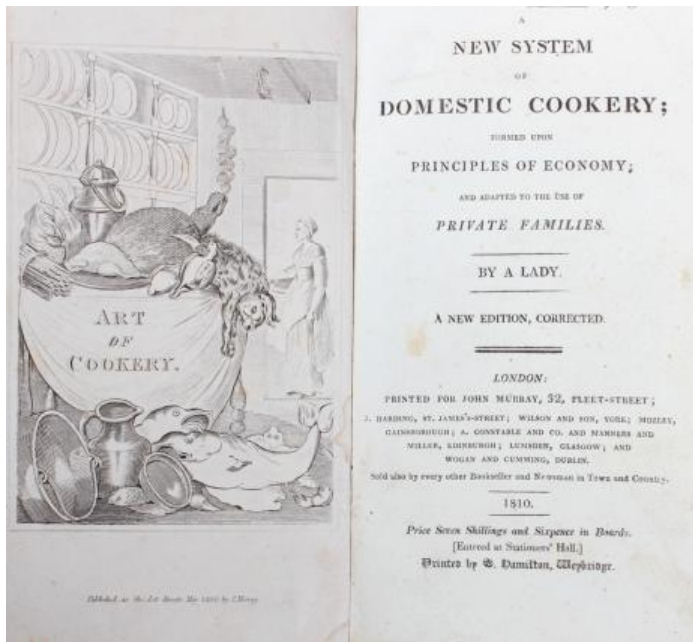 ART
OF
COOKERY.
A
NEW SYSTEM
OF
DOMESTIC COOKERY;
FORMED UPON
PRINCIPLES OF ECONOMY;
AND ADAPTED TO THE USE OF
PRIVATE FAMILIES.
BY A LADY.
A NEW EDITION, CORRECTED.
LONDON:
PRINTED FOR JOHN MURRAY, 32, FLEET-STREET;
J. HARDING, ST. JAMES'S-STREET; WILSON AND SON, YORK; MOZLEY,
GAINSBOROUGH; A. CONSTABLE AND CO. AND MANNERS AND
MILLER, EDINBURGH; LUMSDEN, GLASGOW; AND
WOGAN AND CUMMING, DUBLIN.
Sold also by every other Bookseller and Newsman in Town and Country.
1810.
Price Seven Shillings and Sixpence in Boards.
[Entered at Stationers' Hall.]
Printed by S. Hamilton, Weybridge.